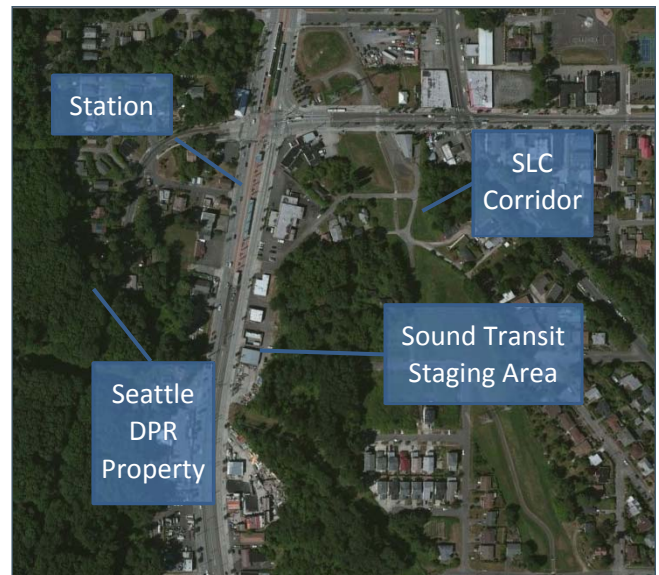 Station
SLC
Corridor
Sound Transit
Staging Area
Seattle
DPR
Property